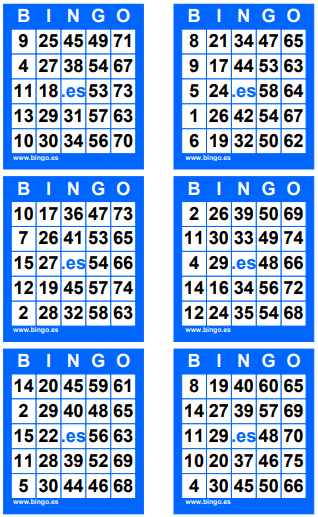 B I N G O
9 25 45 49 71
4 27 38 54 67
11 18 .es 53 73
13 29 31 57 63
10 30 34 56 70
www.bingo.es
B I N G O
8 21 34 47 65
9 17 44 53 63
5 24 .es 58 64
1 26 42 54 67
6 19 32 50 62
www.bingo.es
B I N G O
10 17 36 47 73
7 26 41 53 65
15 27 .es 54 66
12 19 45 57 74
2 28 32 58 63
www.bingo.es
B I N G O
2 26 39 50 69
11 30 33 49 74
4 29 .es 48 66
14 16 34 56 72
12 24 35 54 68
www.bingo.es
B I N G O
14 20 45 59 61
2 29 40 48 65
15 22 .es 56 63
11 28 39 52 69
5 30 44 46 68
www.bingo.es
B I N G O
8 19 40 60 65
14 27 39 57 69
11 29 .es 48 70
10 20 37 46 75
4 30 45 50 66
www.bingo.es